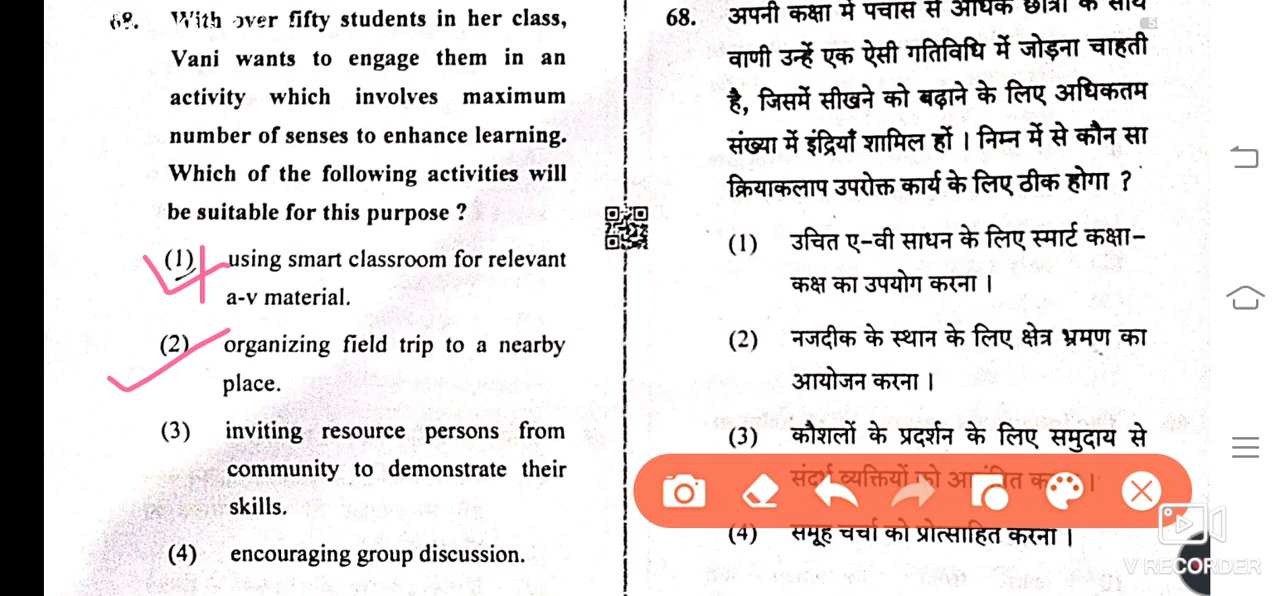 68. With over fifty students in her class,
Vani wants to engage them in an
activity which involves maximum
number of senses to enhance learning.
Which of the following activities will
be suitable for this purpose ?
(1) using smart classroom for relevant
a-v material.
(2) organizing field trip to a nearby
place.
(3) inviting resource persons from
community to demonstrate their
skills.
(4) encouraging group discussion.
68. अपनी कक्षा में पचास से अधिक छात्रों के साथ
वाणी उन्हें एक ऐसी गतिविधि में जोड़ना चाहती
है, जिसमें सीखने को बढ़ाने के लिए अधिकतम
संख्या में इंद्रियाँ शामिल हों । निम्न में से कौन सा
क्रियाकलाप उपरोक्त कार्य के लिए ठीक होगा ?
(1) उचित ए-वी साधन के लिए स्मार्ट कक्षा-
कक्ष का उपयोग करना ।
(2) नजदीक के स्थान के लिए क्षेत्र भ्रमण का
आयोजन करना ।
(3) कौशलों के प्रदर्शन के लिए समुदाय से
संदर्भ व्यक्तियों को
(4) समूह चर्चा को प्रोत्साहित करना ।
V RECORDER